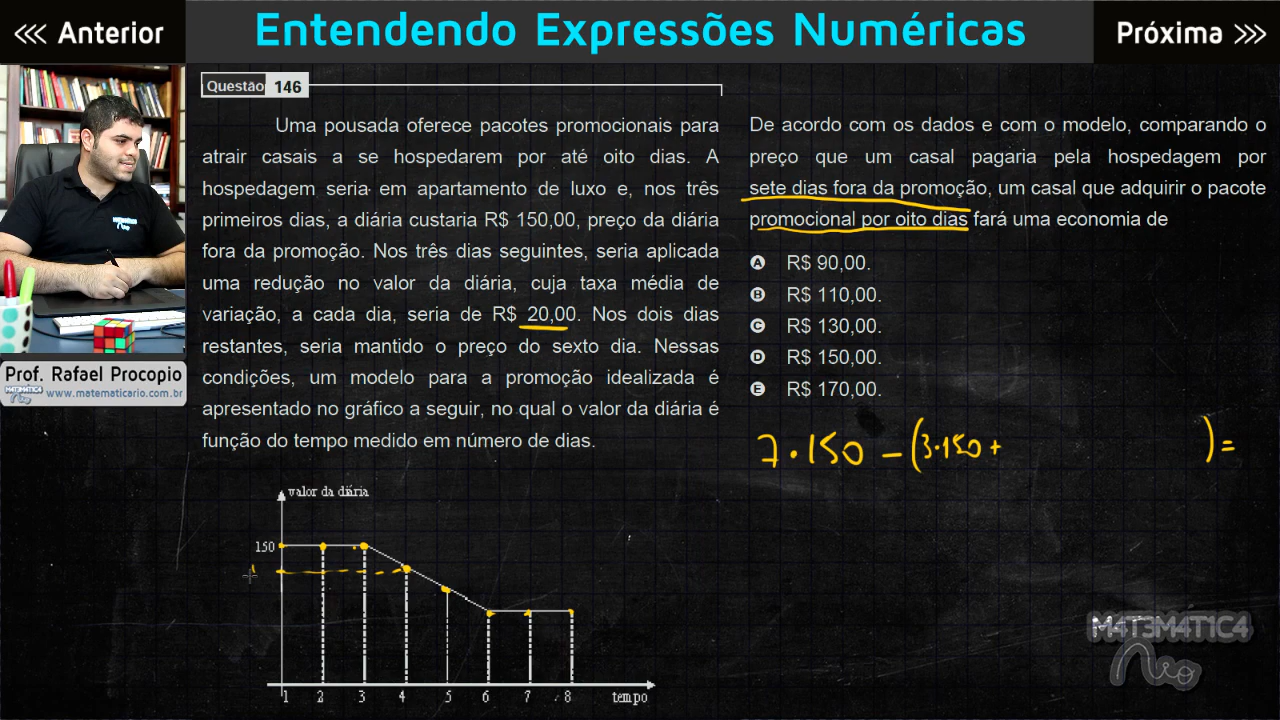 <<< Anterior
Entendendo Expressões Numéricas
Próxima >>>
Questão 146
Uma pousada oferece pacotes promocionais para
atrair casais a se hospedarem por até oito dias. A
hospedagem seria em apartamento de luxo e, nos três
primeiros dias, a diária custaria R$ 150,00, preço da diária
fora da promoção. Nos três dias seguintes, seria aplicada
uma redução no valor da diária, cuja taxa média de
variação, a cada dia, seria de R$ 20,00. Nos dois dias
restantes, seria mantido o preço do sexto dia. Nessas
condições, um modelo para a promoção idealizada é
apresentado no gráfico a seguir, no qual o valor da diária é
função do tempo medido em número de dias.
valor da diária
150
1 2 3 4 5 6 7 8 tempo
De acordo com os dados e com o modelo, comparando o
preço que um casal pagaria pela hospedagem por
sete dias fora da promoção, um casal que adquirir o pacote
promocional por oito dias fará uma economia de
A R$ 90,00.
B R$ 110,00.
C R$ 130,00.
D R$ 150,00.
E R$ 170,00.
7·150 - (3·150 + ) =
Prof. Rafael Procopio
MATEMÁTICA Rio www.matematicario.com.br
M4T3M4T1C4
Rio